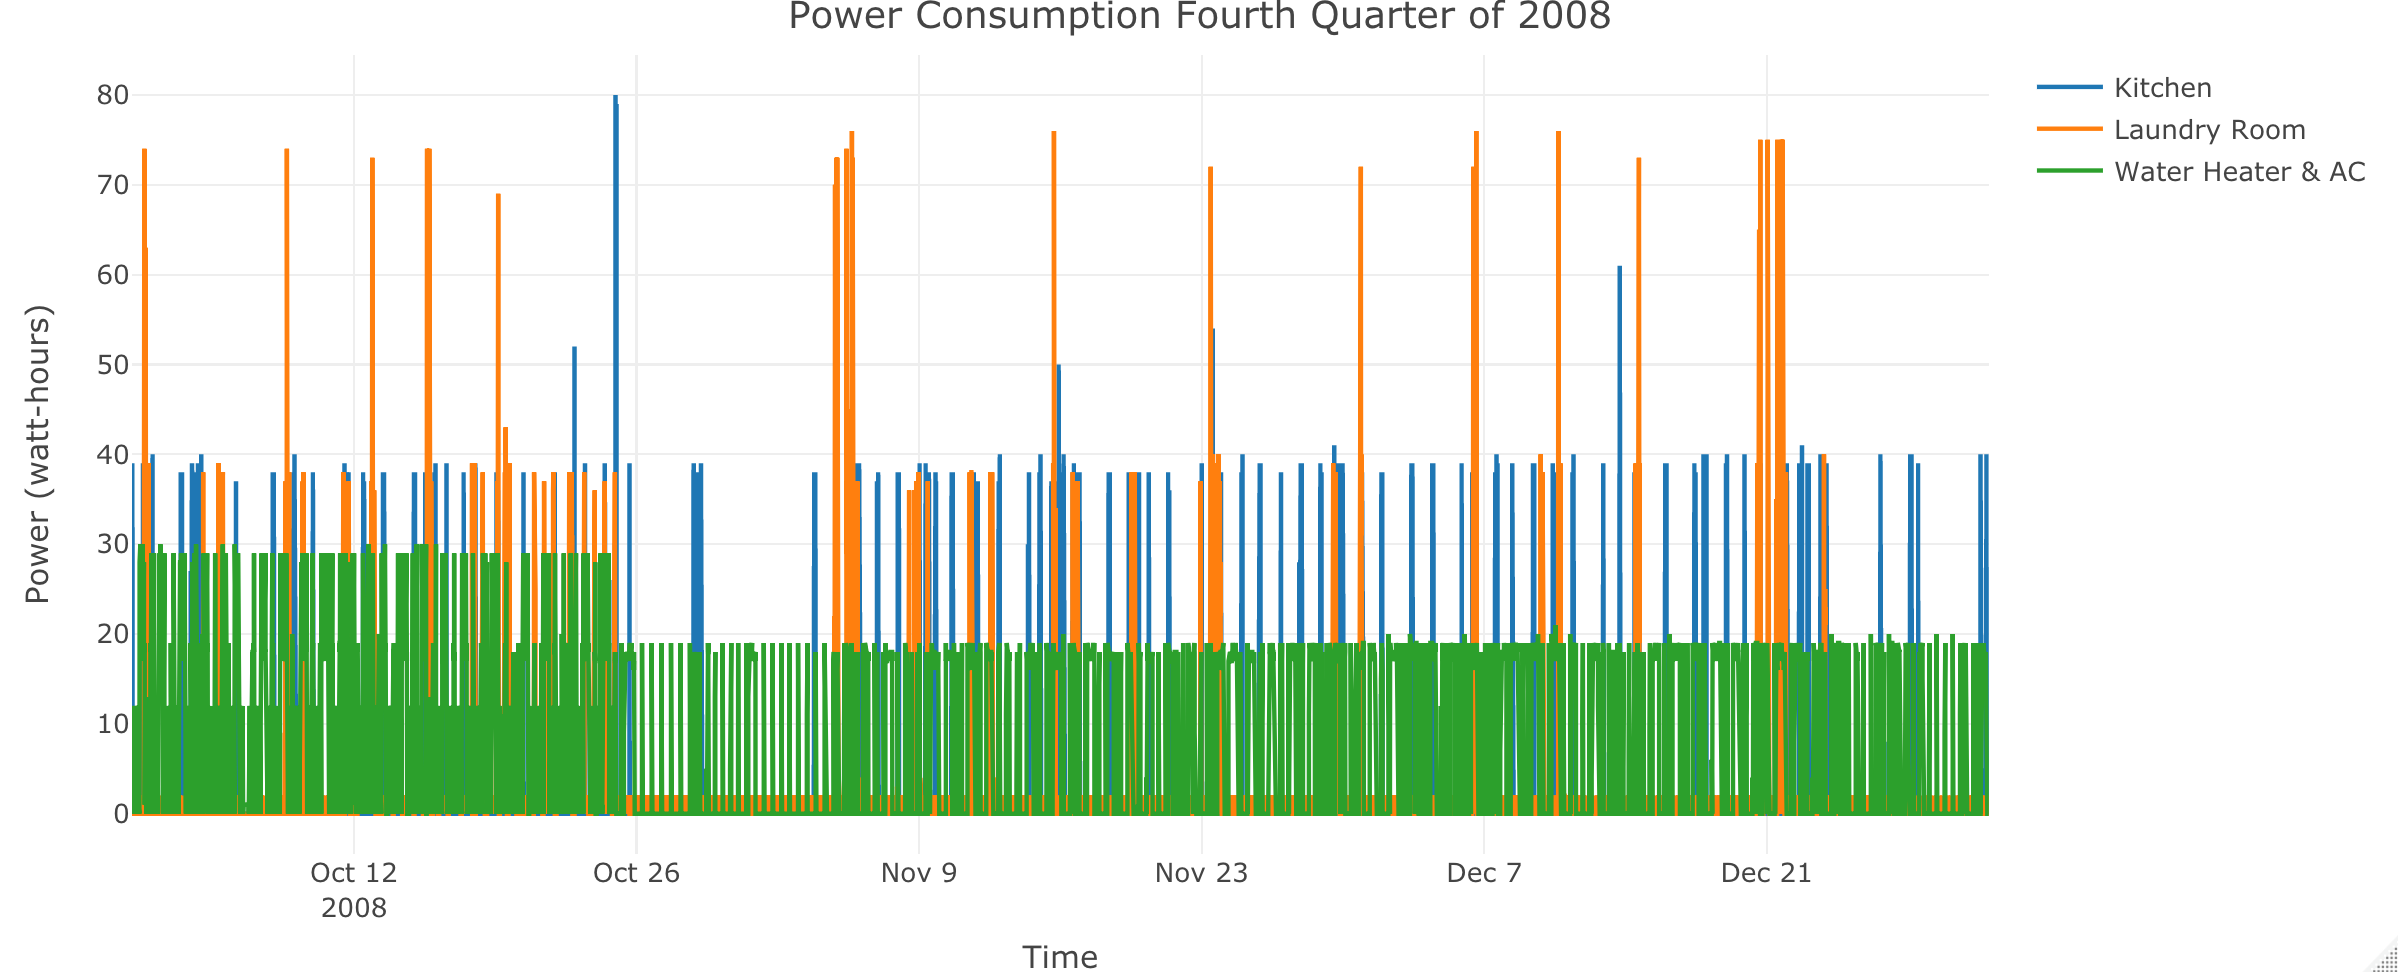 Power Consumption Fourth Quarter of 2008
Kitchen
Laundry Room
Water Heater & AC
Power (watt-hours)
80
70
60
50
40
30
20
10
0
Oct 12
2008
Oct 26
Nov 9
Nov 23
Dec 7
Dec 21
Time